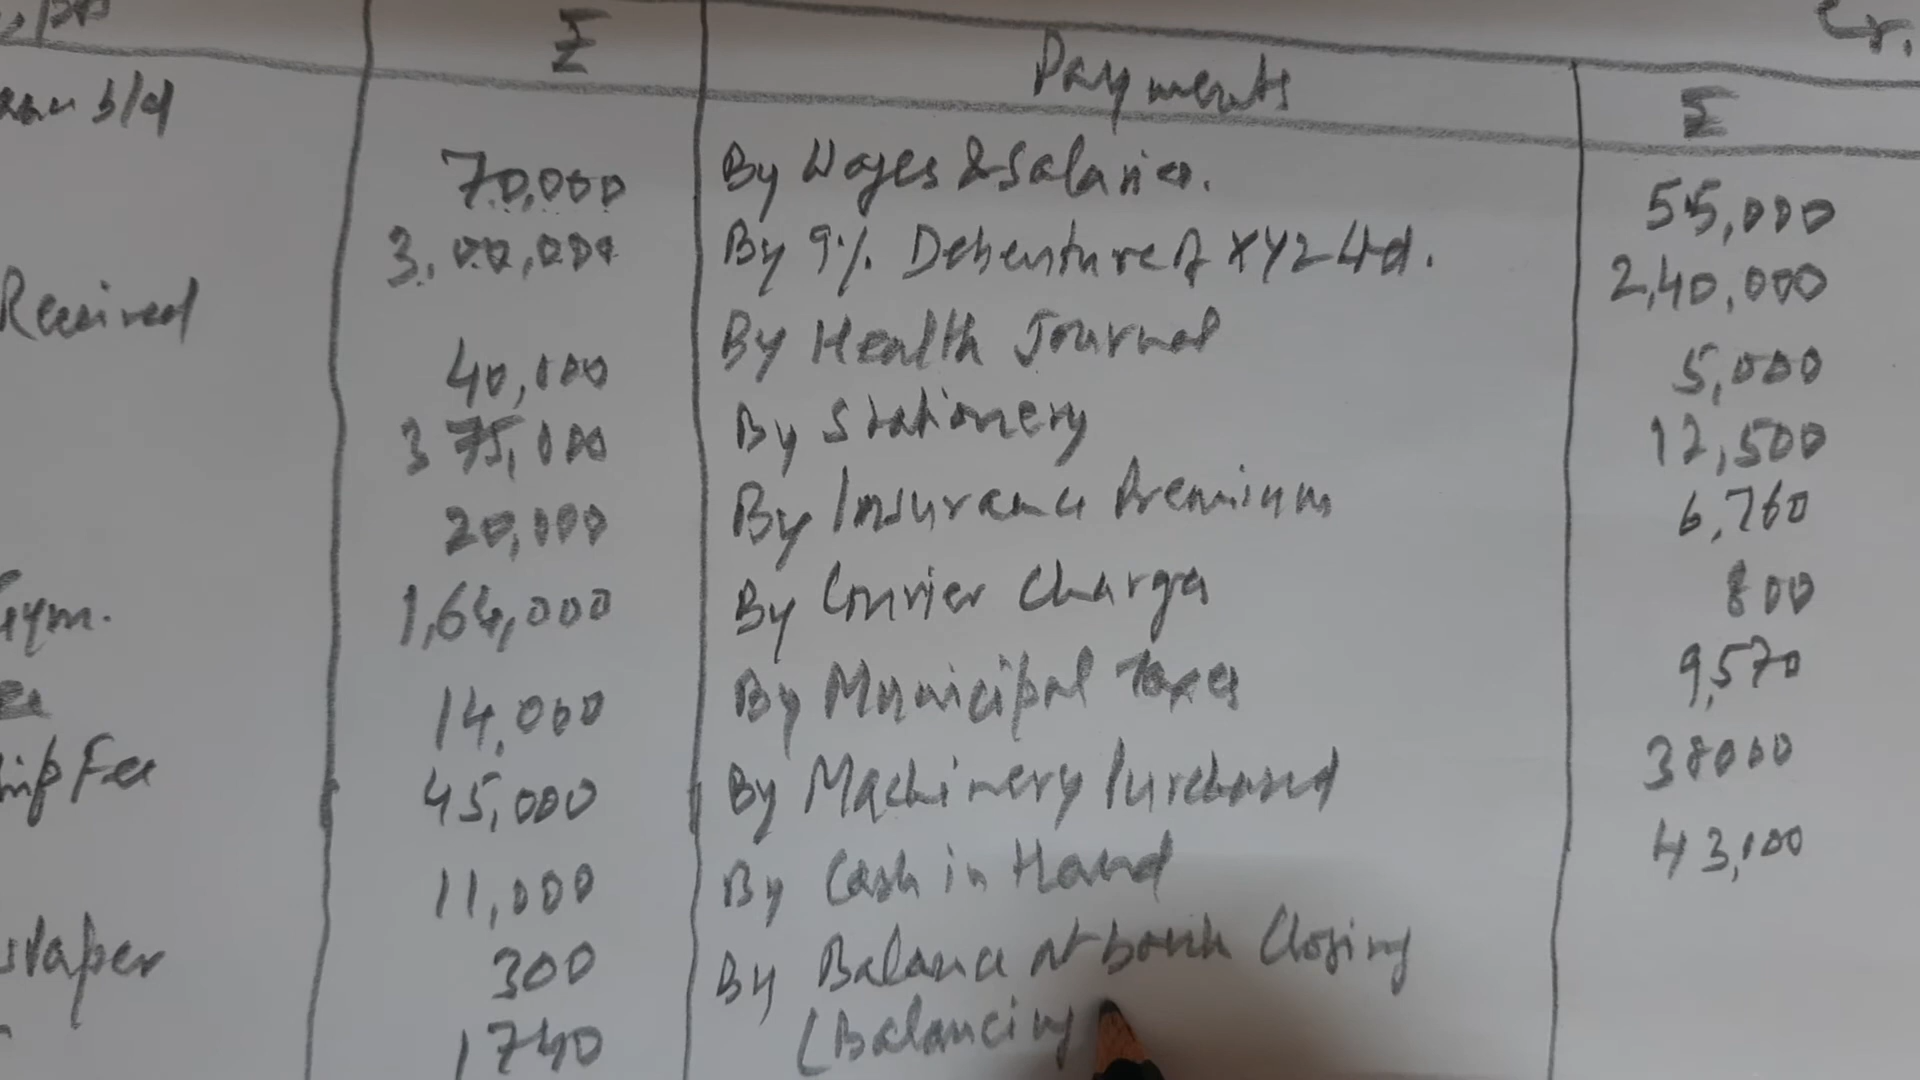 ₹ Payments Cr. ₹
b/d
70,000 By Wages & Salaries. 55,000
3,00,000 By 9% Debenture of XYZ Ltd. 2,40,000
Received
40,000 By Health Journal 5,000
375,000 By Stationery 12,500
20,000 By Insurance Premium 6,760
Gym. 1,64,000 By Courier Charges 800
14,000 By Municipal Taxes 9,570
Fee 45,000 By Machinery Purchased 38000
11,000 By Cash in Hand 43,100
300 By Balance at bank Closing
1740 (Balancing